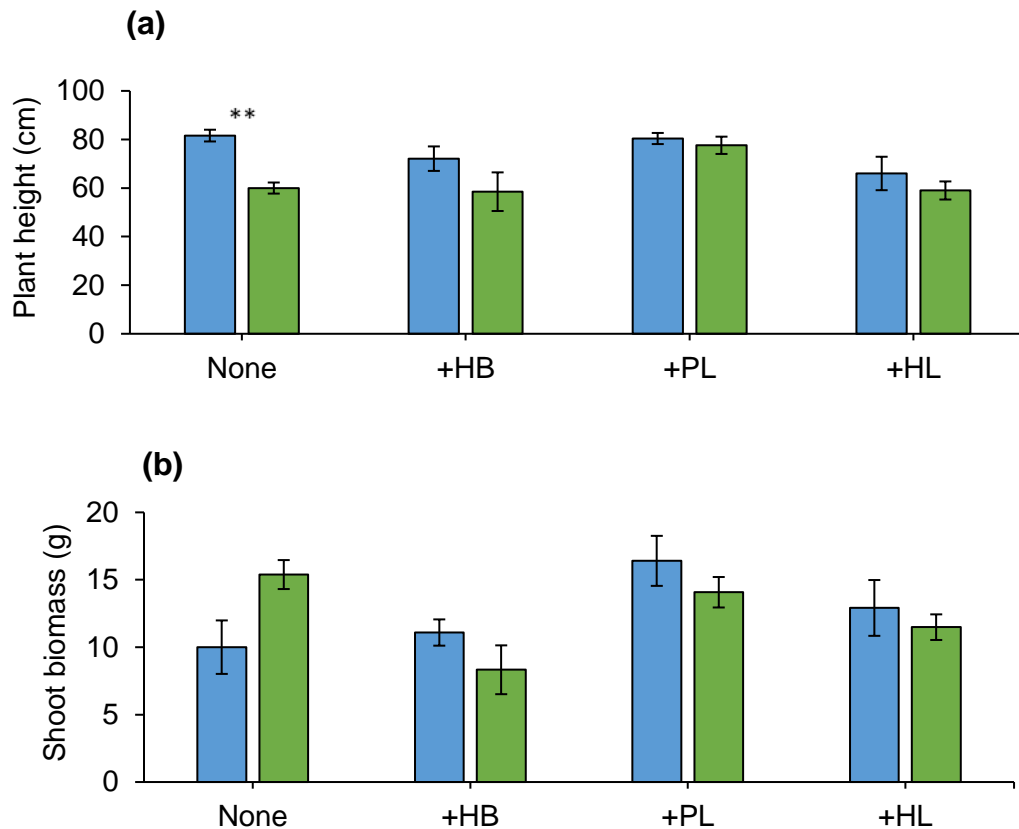 (a)
Plant height (cm)
100
80
60
40
20
0
**
None
+HB
+PL
+HL
(b)
Shoot biomass (g)
20
15
10
5
0
None
+HB
+PL
+HL